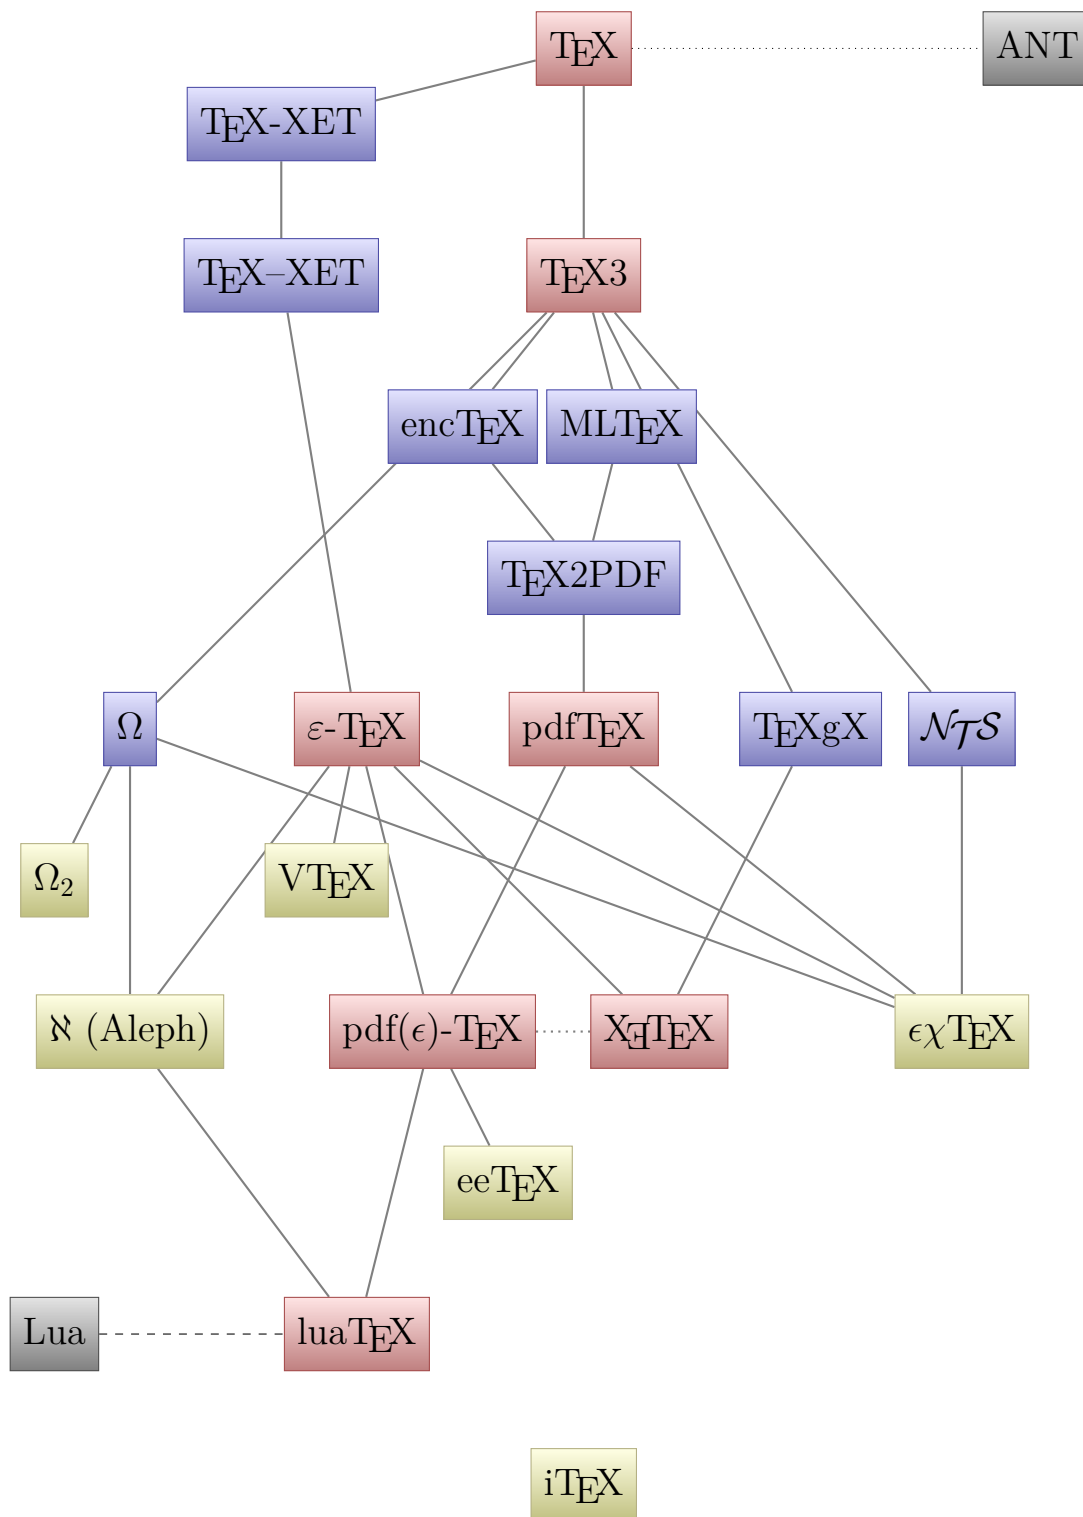 TEX
ANT
TEX-XET
TEX–XET
TEX3
encTEX
MLTEX
TEX2PDF
Ω
ε-TEX
pdfTEX
TEXgX
NTS
Ω₂
VTEX
ℵ (Aleph)
pdf(ϵ)-TEX
XƎTEX
ϵχTEX
eeTEX
Lua
luaTEX
iTEX